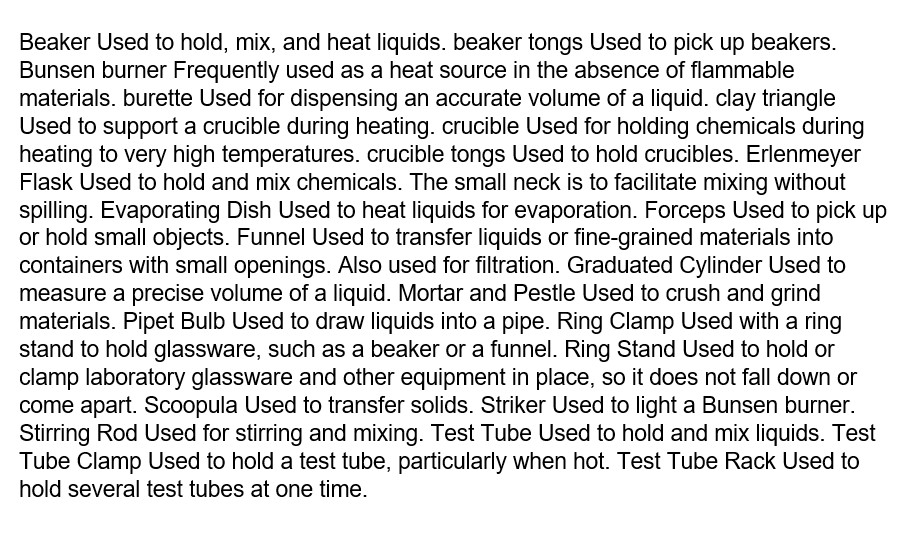 Beaker Used to hold, mix, and heat liquids. beaker tongs Used to pick up beakers.
Bunsen burner Frequently used as a heat source in the absence of flammable
materials. burette Used for dispensing an accurate volume of a liquid. clay triangle
Used to support a crucible during heating. crucible Used for holding chemicals during
heating to very high temperatures. crucible tongs Used to hold crucibles. Erlenmeyer
Flask Used to hold and mix chemicals. The small neck is to facilitate mixing without
spilling. Evaporating Dish Used to heat liquids for evaporation. Forceps Used to pick up
or hold small objects. Funnel Used to transfer liquids or fine-grained materials into
containers with small openings. Also used for filtration. Graduated Cylinder Used to
measure a precise volume of a liquid. Mortar and Pestle Used to crush and grind
materials. Pipet Bulb Used to draw liquids into a pipe. Ring Clamp Used with a ring
stand to hold glassware, such as a beaker or a funnel. Ring Stand Used to hold or
clamp laboratory glassware and other equipment in place, so it does not fall down or
come apart. Scoopula Used to transfer solids. Striker Used to light a Bunsen burner.
Stirring Rod Used for stirring and mixing. Test Tube Used to hold and mix liquids. Test
Tube Clamp Used to hold a test tube, particularly when hot. Test Tube Rack Used to
hold several test tubes at one time.